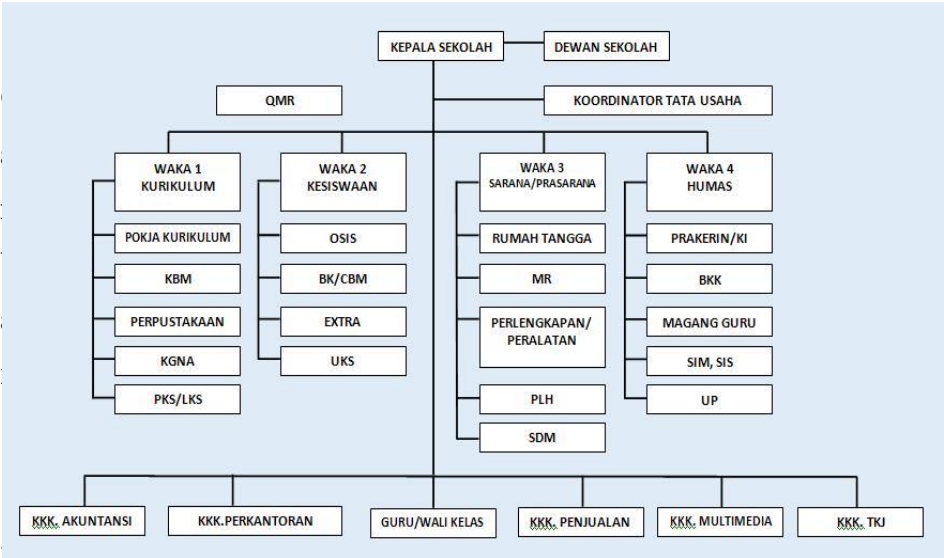 KEPALA SEKOLAH
DEWAN SEKOLAH
QMR
KOORDINATOR TATA USAHA
WAKA 1
KURIKULUM
WAKA 2
KESISWAAN
WAKA 3
SARANA/PRASARANA
WAKA 4
HUMAS
POKJA KURIKULUM
OSIS
RUMAH TANGGA
PRAKERIN/KI
KBM
BK/CBM
MR
BKK
PERPUSTAKAAN
EXTRA
PERLENGKAPAN/
PERALATAN
MAGANG GURU
KGNA
UKS
SIM, SIS
PKS/LKS
PLH
UP
SDM
KKK. AKUNTANSI
KKK.PERKANTORAN
GURU/WALI KELAS
KKK. PENJUALAN
KKK. MULTIMEDIA
KKK. TKJ